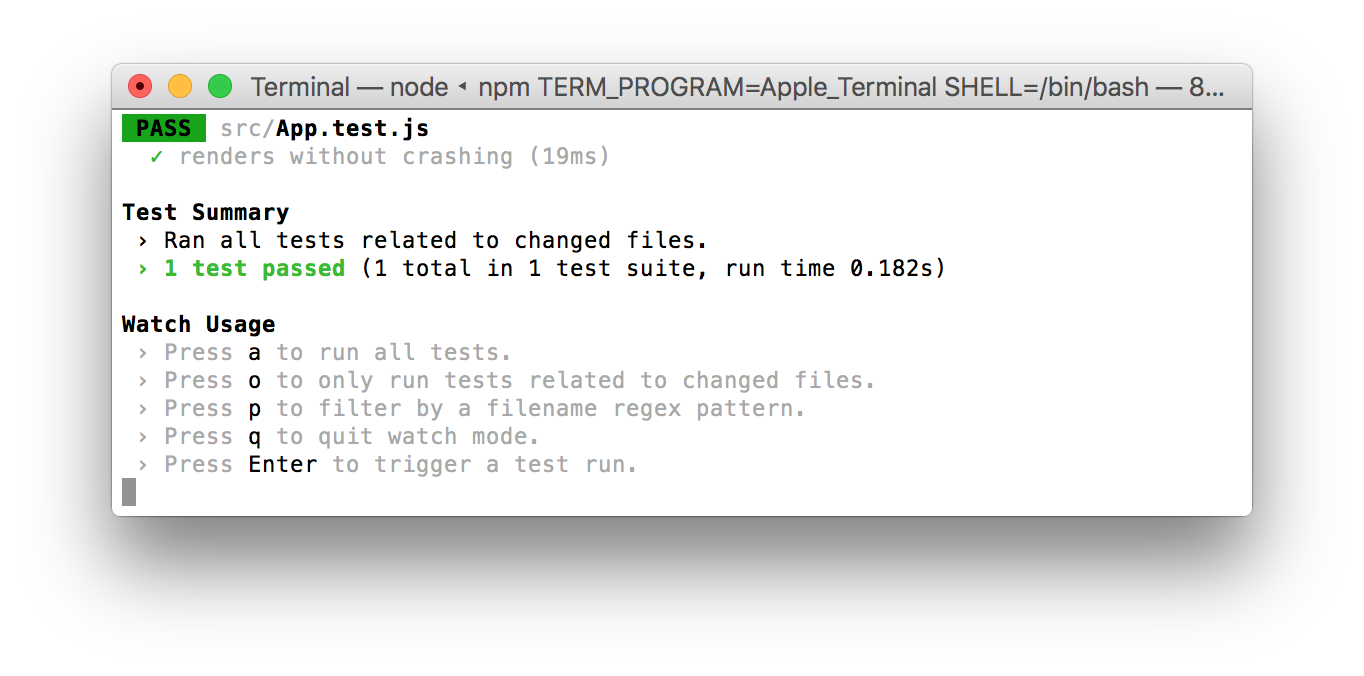 Terminal — node ◂ npm TERM_PROGRAM=Apple_Terminal SHELL=/bin/bash — 8...
PASS src/App.test.js
✓ renders without crashing (19ms)
Test Summary
› Ran all tests related to changed files.
› 1 test passed (1 total in 1 test suite, run time 0.182s)
Watch Usage
› Press a to run all tests.
› Press o to only run tests related to changed files.
› Press p to filter by a filename regex pattern.
› Press q to quit watch mode.
› Press Enter to trigger a test run.